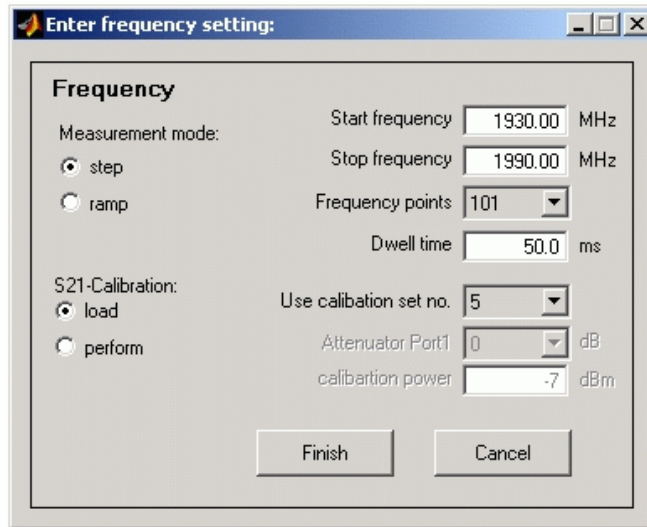 Enter frequency setting:
Frequency
Measurement mode:
step
ramp
Start frequency 1930.00 MHz
Stop frequency 1990.00 MHz
Frequency points 101
Dwell time 50.0 ms
S21-Calibration:
load
perform
Use calibation set no. 5
Attenuator Port1 0 dB
calibartion power -7 dBm
Finish Cancel